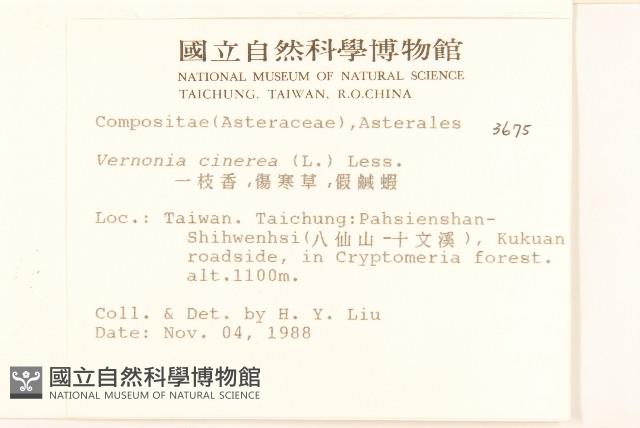 國立自然科學博物館
NATIONAL MUSEUM OF NATURAL SCIENCE
TAICHUNG, TAIWAN, R.O.CHINA
Compositae(Asteraceae),Asterales
3675
Vernonia cinerea (L.) Less.
一枝香,傷寒草,假鹹蝦
Loc.: Taiwan. Taichung:Pahsienshan-
Shihwenhsi(八仙山-十文溪), Kukuan
roadside, in Cryptomeria forest.
alt.1100m.
Coll. & Det. by H. Y. Liu
Date: Nov. 04, 1988
國立自然科學博物館
NATIONAL MUSEUM OF NATURAL SCIENCE